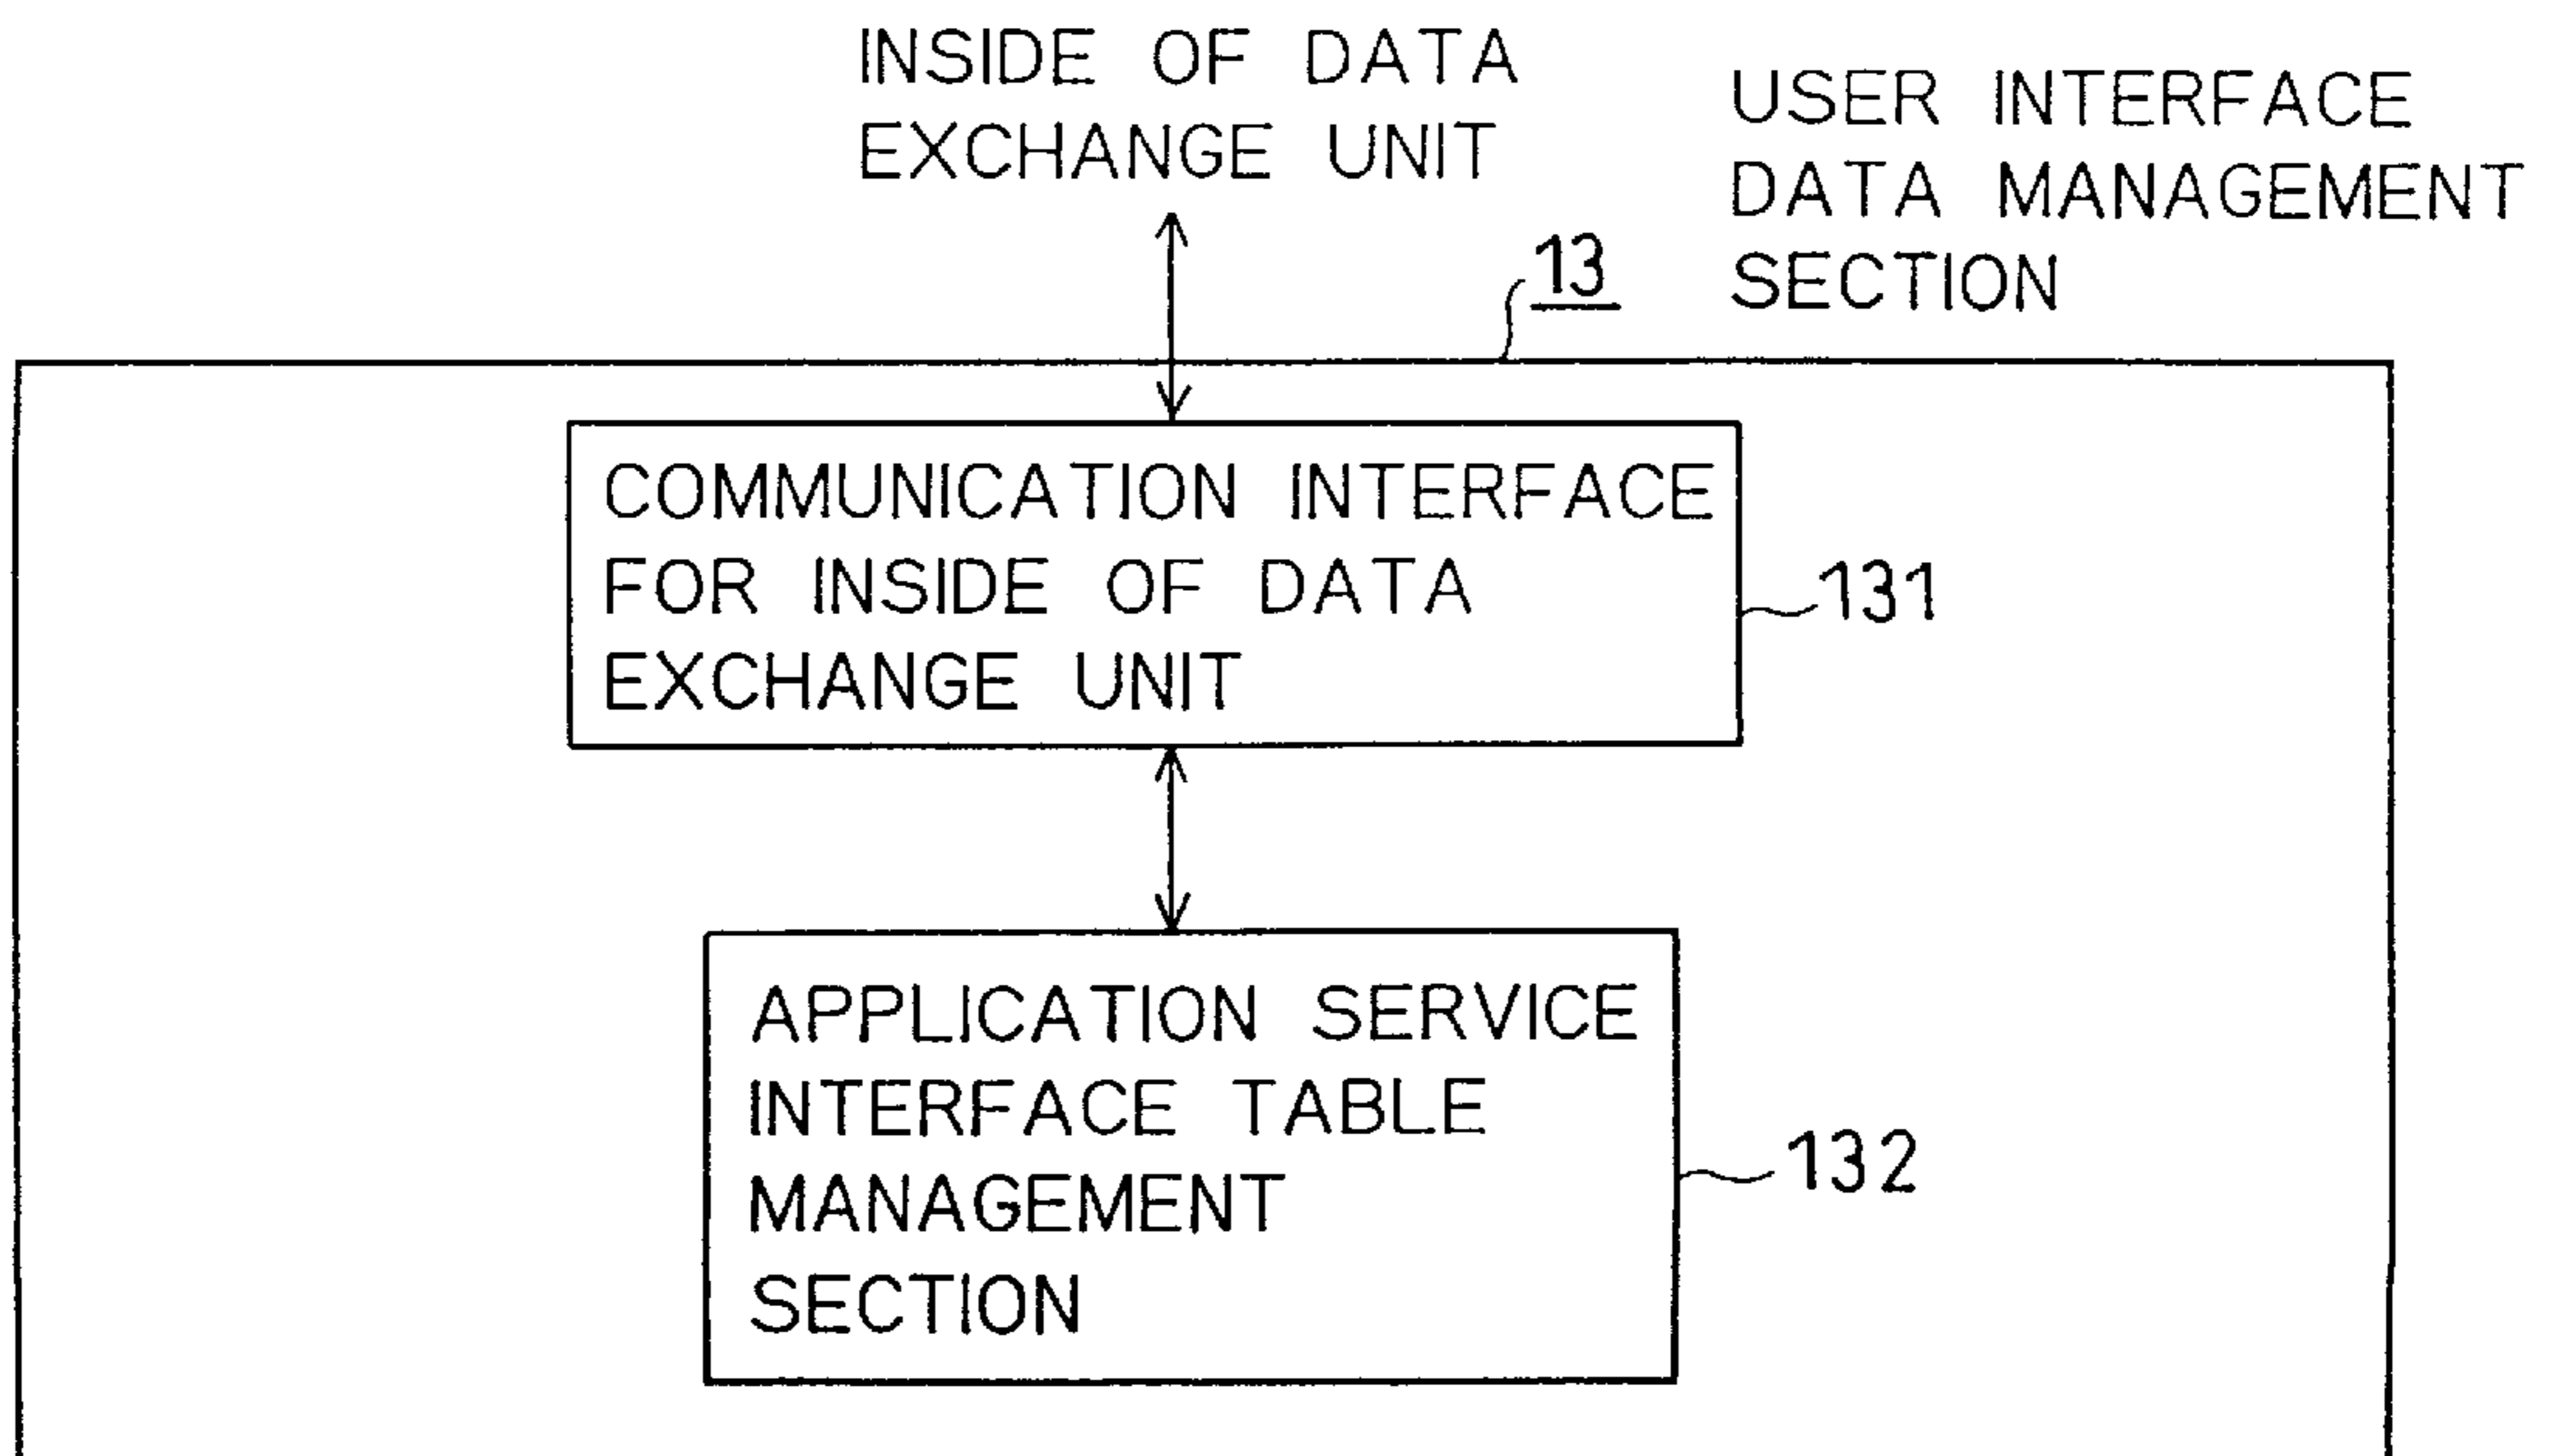 INSIDE OF DATA
EXCHANGE UNIT
USER INTERFACE
DATA MANAGEMENT
SECTION
13
COMMUNICATION INTERFACE
FOR INSIDE OF DATA
EXCHANGE UNIT
131
APPLICATION SERVICE
INTERFACE TABLE
MANAGEMENT
SECTION
132